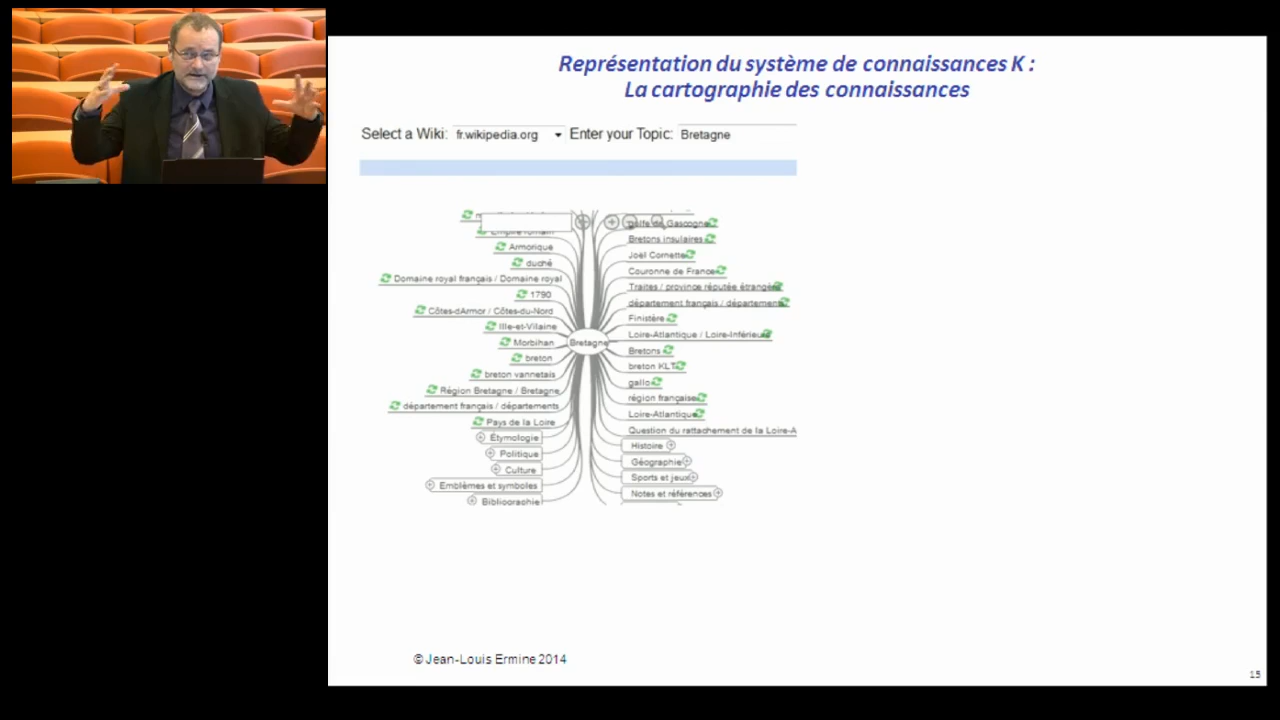 Représentation du système de connaissances K :
La cartographie des connaissances
Select a Wiki: fr.wikipedia.org Enter your Topic: Bretagne
golfe de Gascogne
Empire romain
Bretons insulaires
Armorique
Joël Cornette
duché
Couronne de France
Domaine royal français / Domaine royal
Traités / province réputée étrangère
1790
département français / départements
Côtes-dArmor / Côtes-du-Nord
Finistère
Ille-et-Vilaine
Loire-Atlantique / Loire-Inférieure
Morbihan
Bretagne
Bretons
breton
breton KLT
breton vannetais
gallo
Région Bretagne / Bretagne
région française
département français / départements
Loire-Atlantique
Pays de la Loire
Question du rattachement de la Loire-A
Étymologie
Histoire
Politique
Géographie
Culture
Sports et jeux
Emblèmes et symboles
Notes et références
Bibliographie
© Jean-Louis Ermine 2014
15